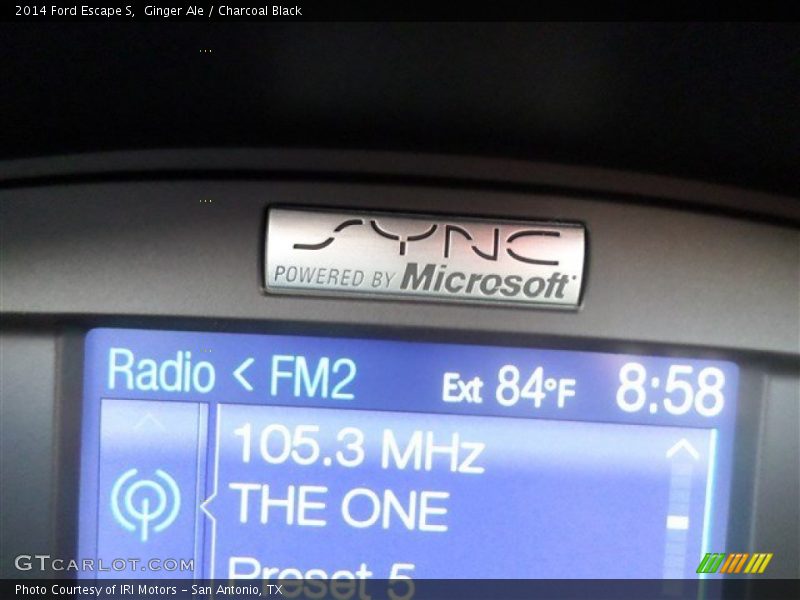 2014 Ford Escape S,  Ginger Ale / Charcoal Black
SYNC
POWERED BY Microsoft
Radio < FM2
Ext 84°F
8:58
105.3 MHz
THE ONE
Preset 5
GTCARLOT.COM
Photo Courtesy of IRI Motors - San Antonio, TX